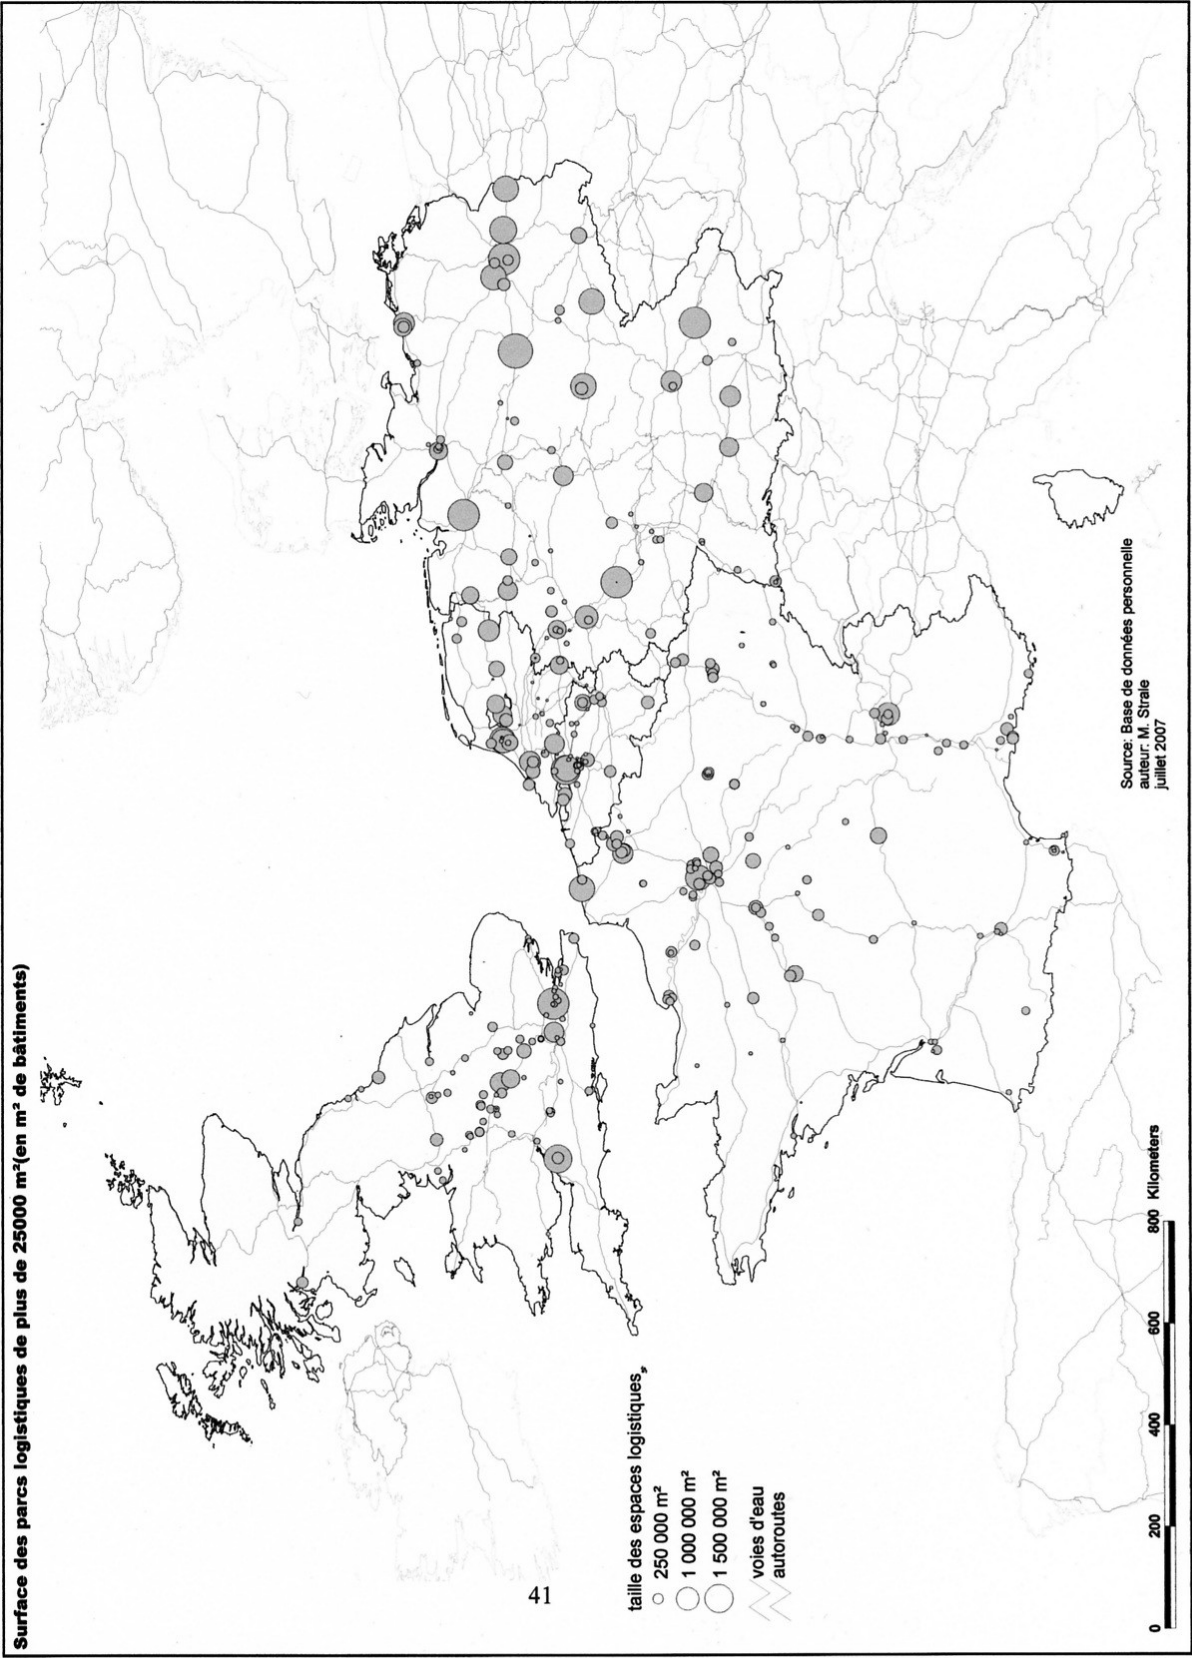 Surface des parcs logistiques de plus de 25000 m²(en m² de bâtiments)
taille des espaces logistiques,
250 000 m²
1 000 000 m²
1 500 000 m²
voies d'eau
autoroutes
41
0 200 400 600 800 Kilometers
Source: Base de données personnelle
auteur: M. Strale
juillet 2007